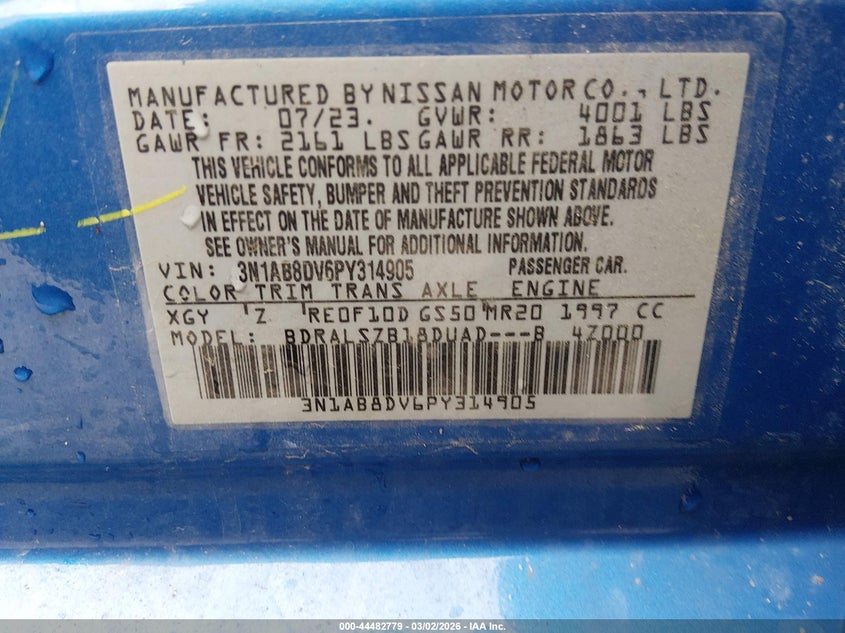 MANUFACTURED BY NISSAN MOTOR CO., LTD.
DATE: 07/23. GVWR: 4001 LBS
GAWR FR: 2161 LBS GAWR RR: 1863 LBS
THIS VEHICLE CONFORMS TO ALL APPLICABLE FEDERAL MOTOR
VEHICLE SAFETY, BUMPER AND THEFT PREVENTION STANDARDS
IN EFFECT ON THE DATE OF MANUFACTURE SHOWN ABOVE.
SEE OWNER'S MANUAL FOR ADDITIONAL INFORMATION.
VIN: 3N1AB8DV6PY314905 PASSENGER CAR.
COLOR TRIM TRANS AXLE ENGINE
XGY Z RE0F10D GS50 MR20 1997 CC
MODEL: BDRALSZB18DUAD---B 4Z000
3N1AB8DV6PY314905
000-44482779 - 03/02/2026 - IAA Inc.